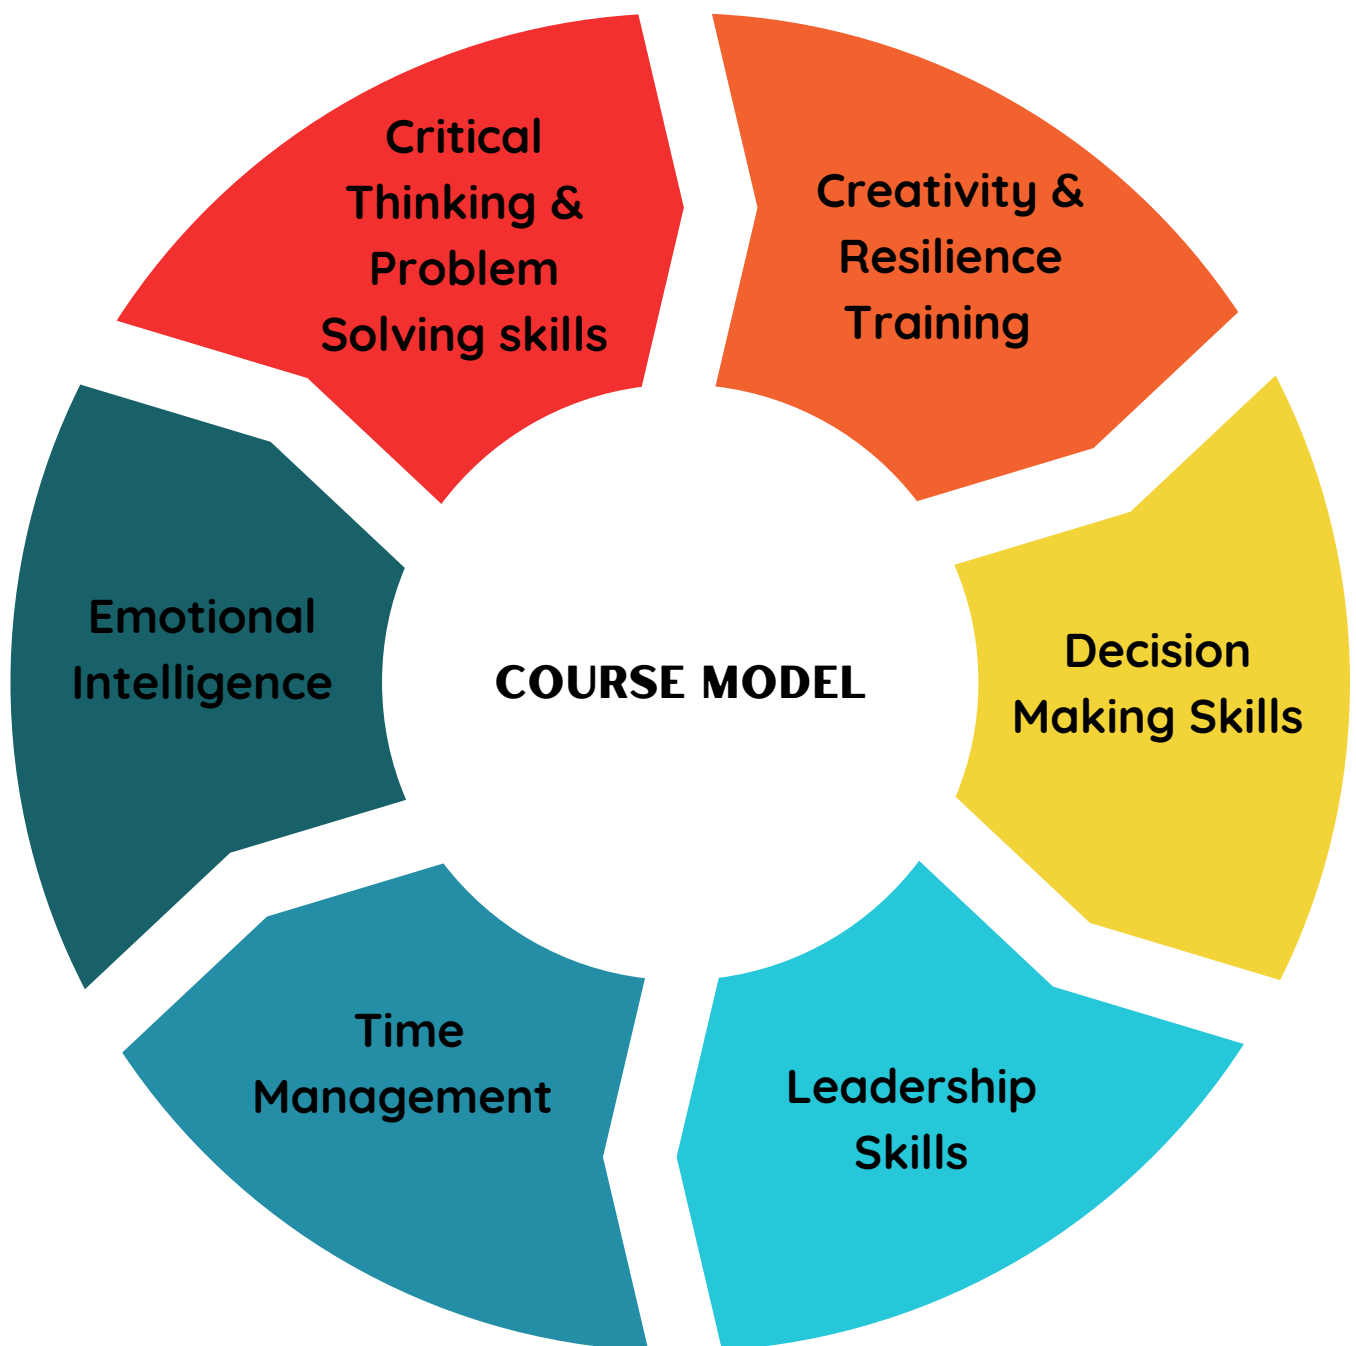 Critical
Thinking &
Problem
Solving skills
Creativity &
Resilience
Training
Decision
Making Skills
Leadership
Skills
Time
Management
Emotional
Intelligence
COURSE MODEL